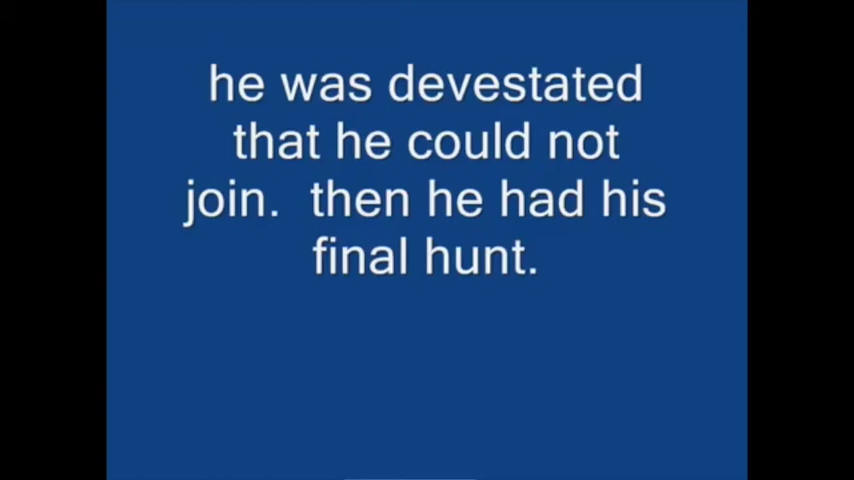 he was devestated
that he could not
join.  then he had his
final hunt.